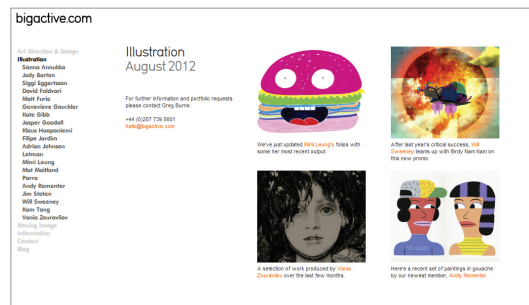 bigactive.com
Art Direction & Design
Illustration
Sanna Annukka
Jody Barton
Siggi Eggertsson
David Foldvari
Matt Furie
Genevieve Gauckler
Kate Gibb
Jasper Goodall
Klaus Haapaniemi
Filipe Jardim
Adrian Johnson
Letman
Mimi Leung
Mat Maitland
Parra
Andy Rementer
Jim Stoten
Will Sweeney
Kam Tang
Vania Zouravliov
Moving Image
Information
Contact
Blog
Illustration
August 2012
For further information and portfolio requests
please contact Greg Burne.
+44 (0)207 739 5601
hello@bigactive.com
We've just updated Mimi Leung's folios with
some her most recent output.
After last year's critical success, Will
Sweeney teams up with Birdy Nam Nam on
this new promo.
A selection of work produced by Vania
Zouravliov over the last few months.
Here's a recent set of paintings in gouache
by our newest member, Andy Rementer.